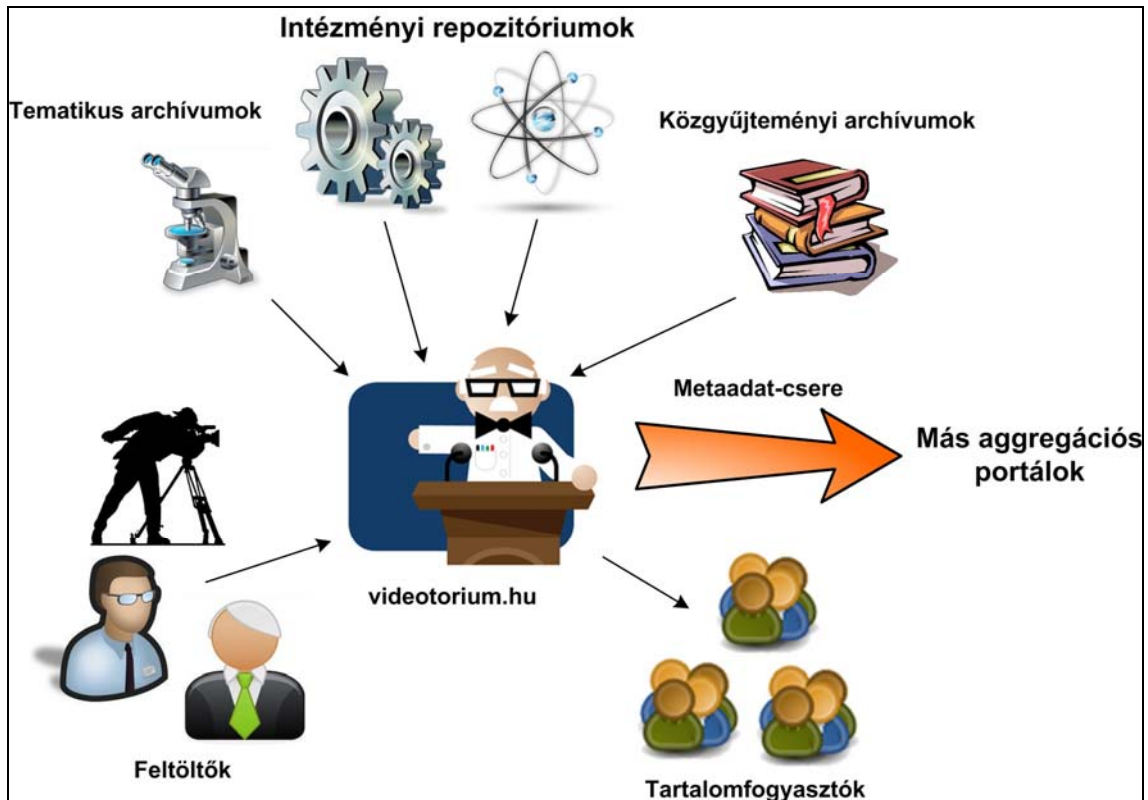 Intézményi repozitóriumok
Tematikus archívumok
Közgyűjteményi archívumok
Metaadat-csere
Más aggregációs
portálok
videotorium.hu
Feltöltők
Tartalomfogyasztók